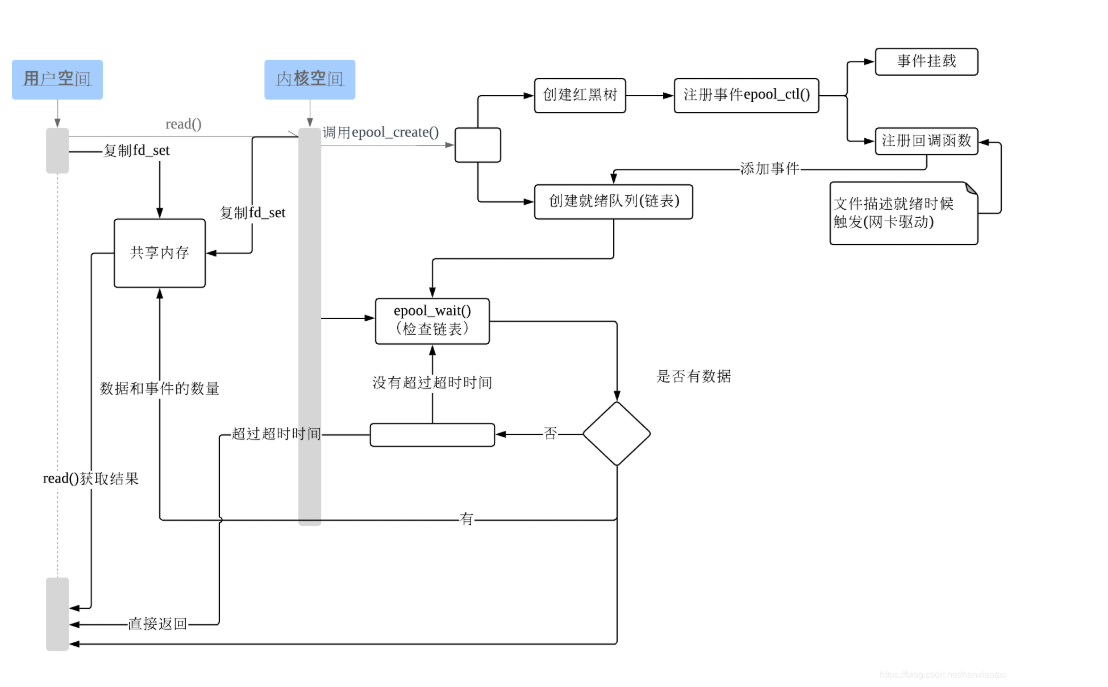 用户空间
内核空间
事件挂载
创建红黑树
注册事件epool_ctl()
read()
调用epool_create()
注册回调函数
复制fd_set
添加事件
创建就绪队列(链表)
文件描述就绪时候
触发(网卡驱动)
复制fd_set
共享内存
epool_wait()
（检查链表）
是否有数据
没有超过超时时间
数据和事件的数量
超过超时时间
否
read()获取结果
有
直接返回